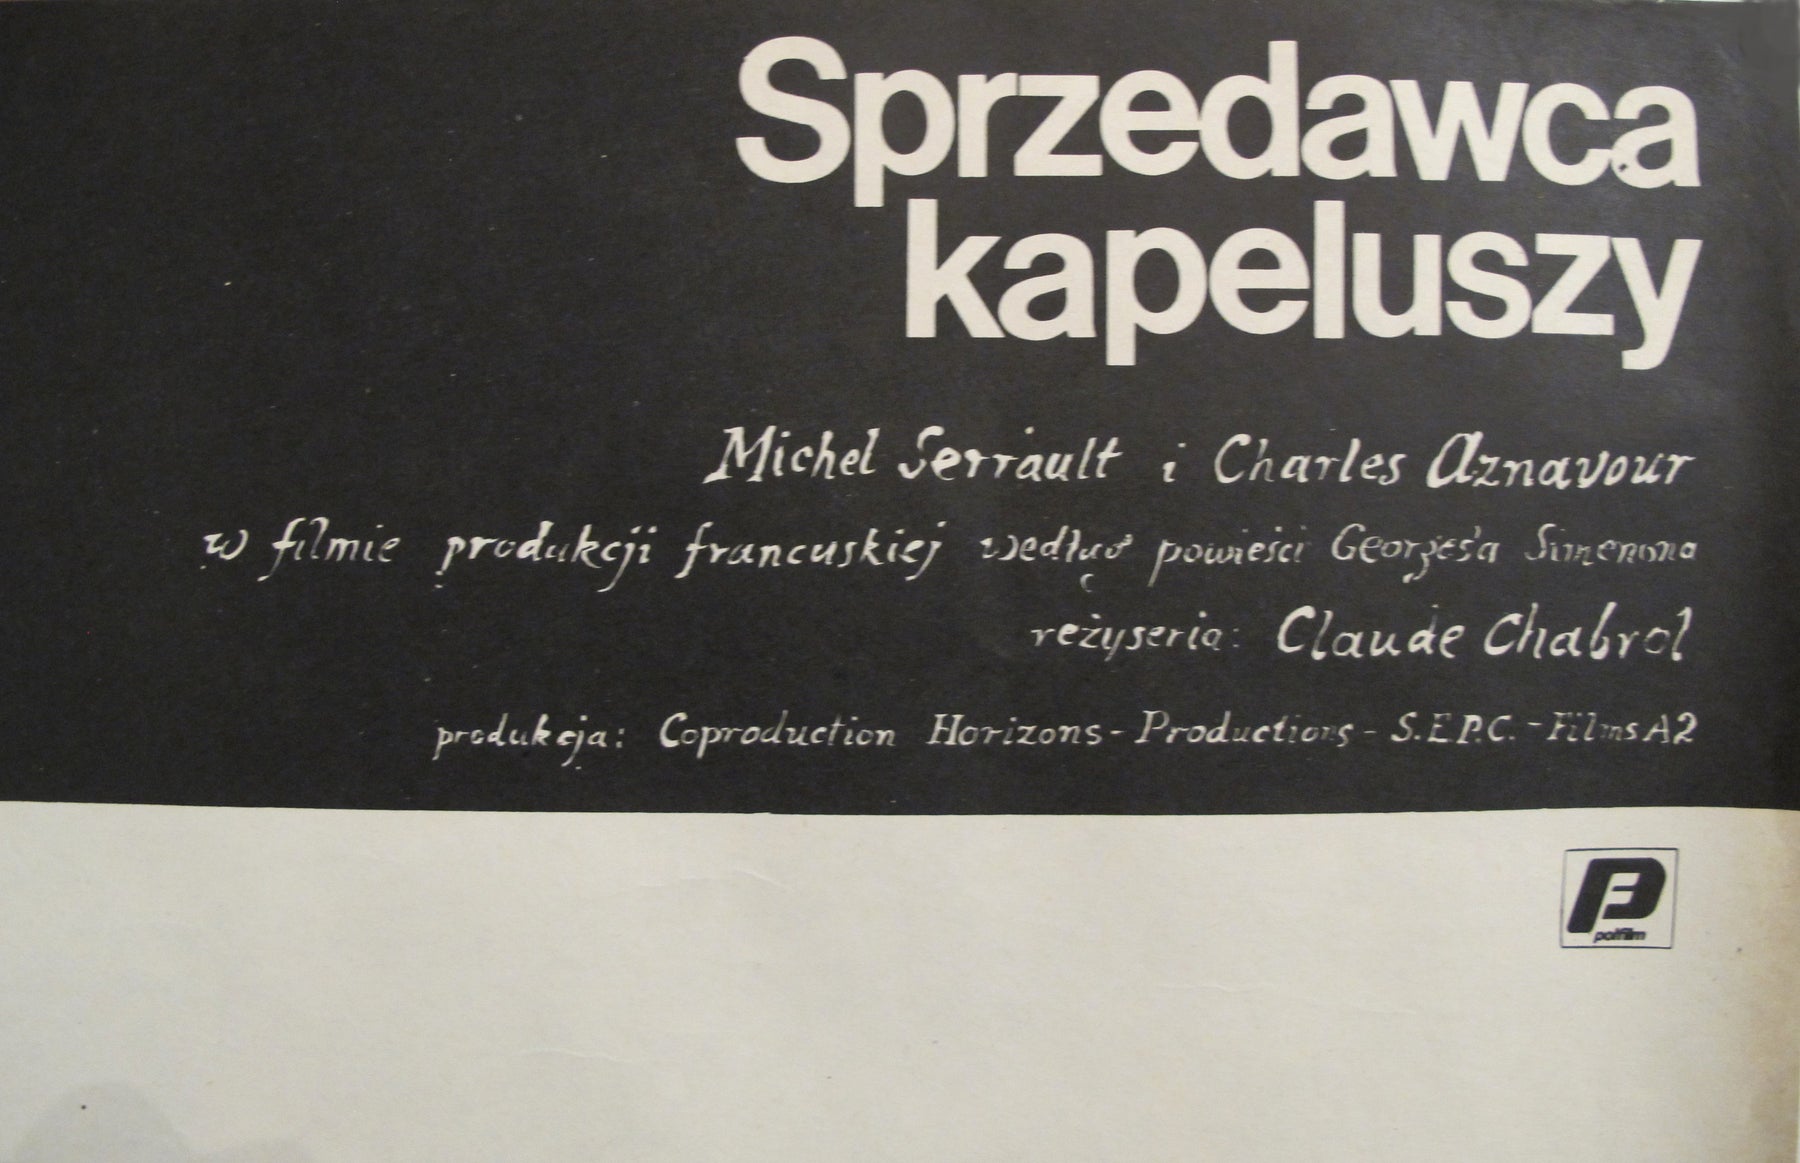 Sprzedawca
kapeluszy
Michel Serrault i Charles Aznavour
w filmie produkcji francuskiej według powieści Georges'a Simenona
reżyseria: Claude Chabrol
produkcja: Coproduction Horizons - Productions - S.E.P.C. - Films A2
polfilm